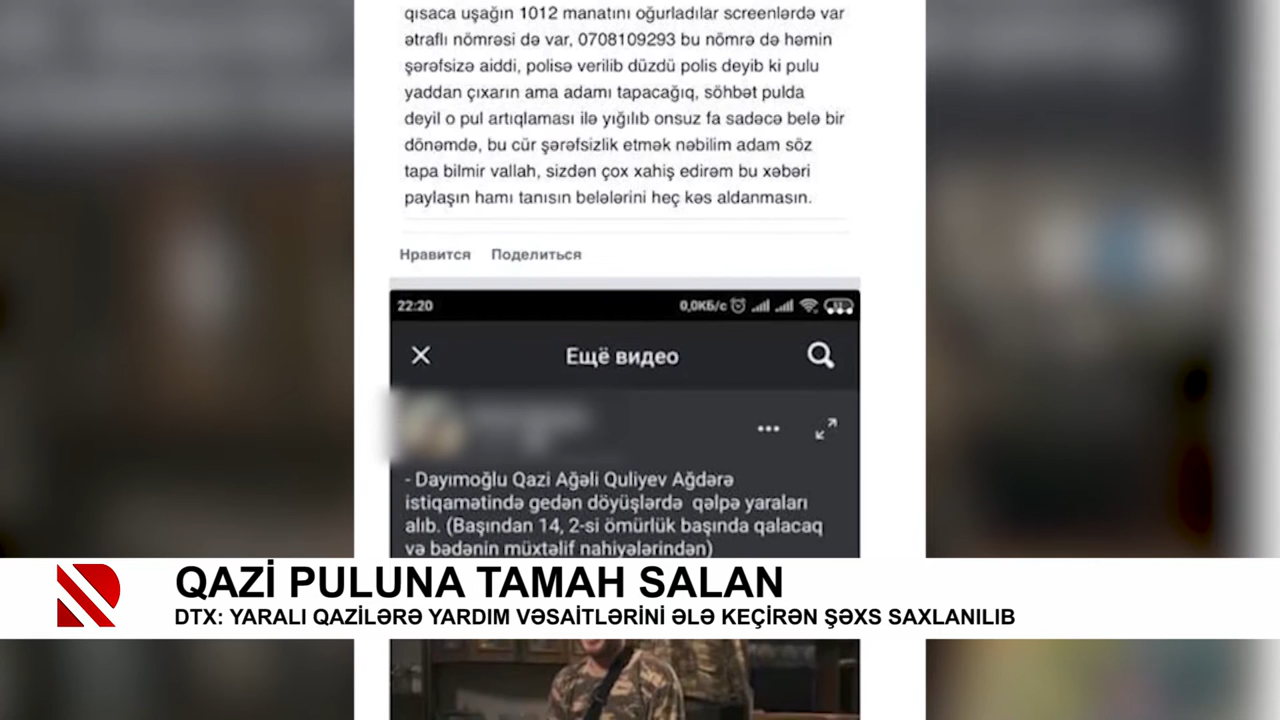 qısaca uşağın 1012 manatını oğurladılar screenlərdə var
ətraflı nömrəsi də var, 0708109293 bu nömrə də həmin
şərəfsizə aiddi, polisə verilib düzdü polis deyib ki pulu
yaddan çıxarın ama adamı tapacağıq, söhbət pulda
deyil o pul artıqlaması ilə yığılıb onsuz fa sadəcə belə bir
dönəmdə, bu cür şərəfsizlik etmək nəbilim adam söz
tapa bilmir vallah, sizdən çox xahiş edirəm bu xəbəri
paylaşın hamı tanısın belələrini heç kəs aldanmasın.
Нравится Поделиться
22:20 0,0КБ/с
Ещё видео
- Dayımoğlu Qazi Ağəli Quliyev Ağdərə
istiqamətində gedən döyüşlərdə qəlpə yaraları
alıb. (Başından 14, 2-si ömürlük başında qalacaq
və bədənin müxtəlif nahiyələrindən)
QAZİ PULUNA TAMAH SALAN
DTX: YARALI QAZİLƏRƏ YARDIM VƏSAİTLƏRİNİ ƏLƏ KEÇİRƏN ŞƏXS SAXLANILIB